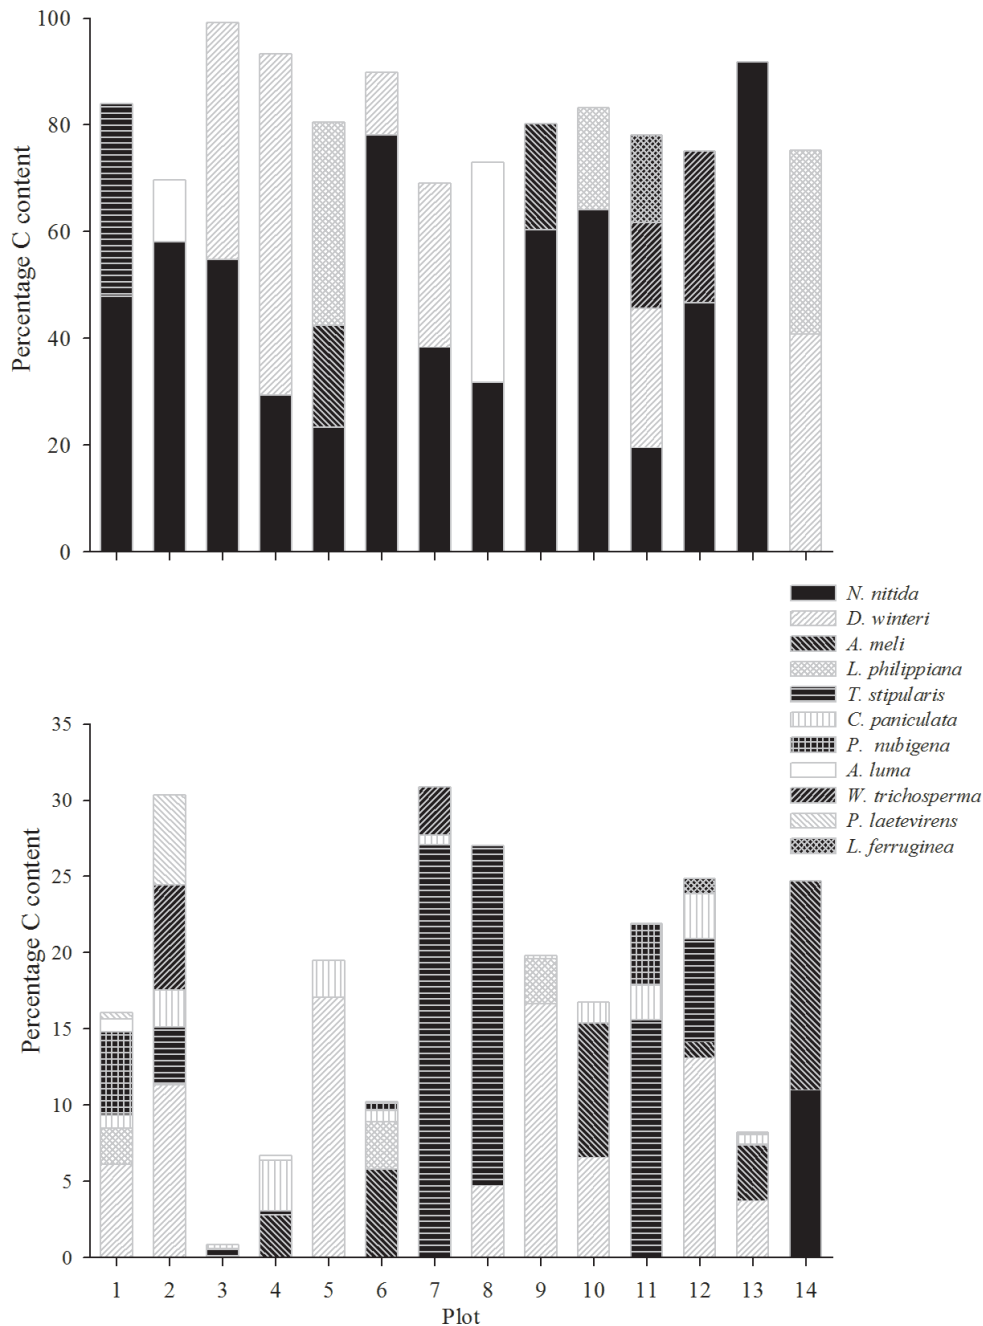 100
80
60
40
20
0
Percentage C content
N. nitida
D. winteri
A. meli
L. philippiana
T. stipularis
C. paniculata
P. nubigena
A. luma
W. trichosperma
P. laetevirens
L. ferruginea
35
30
25
20
15
10
5
0
Percentage C content
1 2 3 4 5 6 7 8 9 10 11 12 13 14
Plot